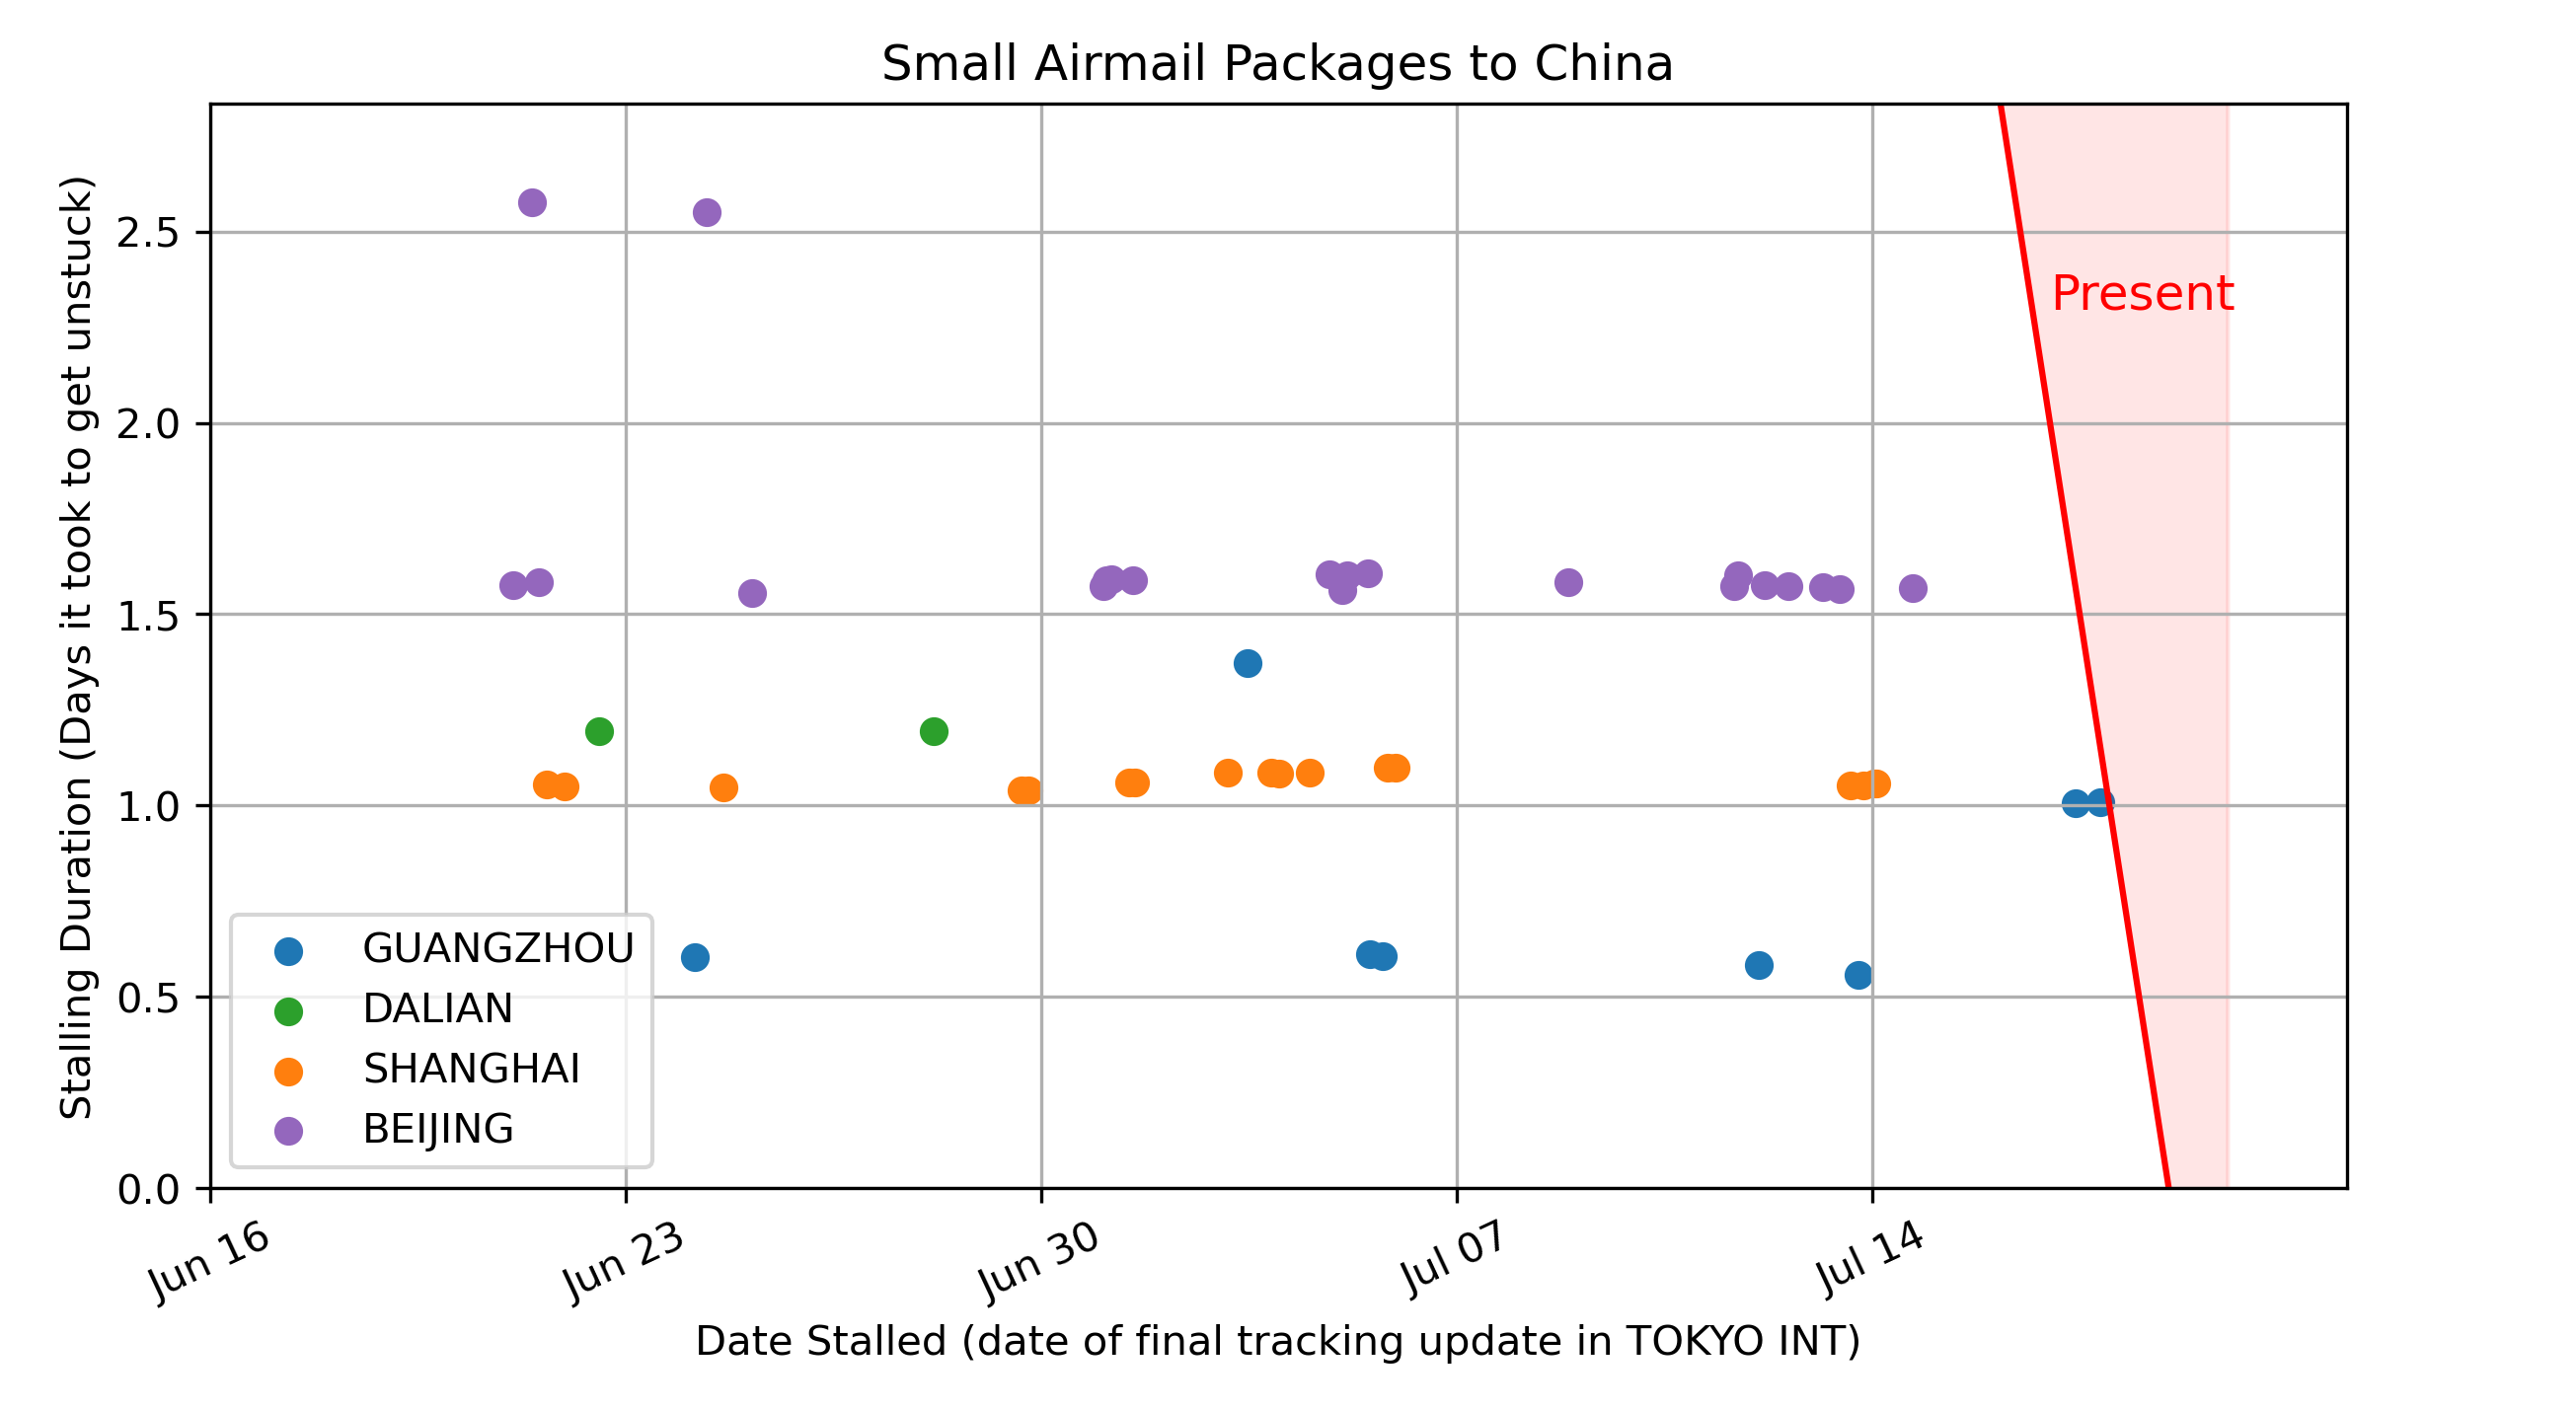 Small Airmail Packages to China
Stalling Duration (Days it took to get unstuck)
2.5
2.0
1.5
1.0
0.5
0.0
Present
GUANGZHOU
DALIAN
SHANGHAI
BEIJING
Jun 16
Jun 23
Jun 30
Jul 07
Jul 14
Date Stalled (date of final tracking update in TOKYO INT)